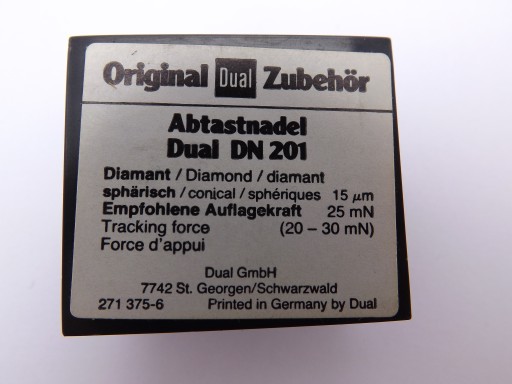 Original Dual Zubehör
Abtastnadel
Dual DN 201
Diamant / Diamond / diamant
sphärisch / conical / sphériques 15 µm
Empfohlene Auflagekraft 25 mN
Tracking force (20 – 30 mN)
Force d'appui
Dual GmbH
7742 St. Georgen/Schwarzwald
271 375-6 Printed in Germany by Dual